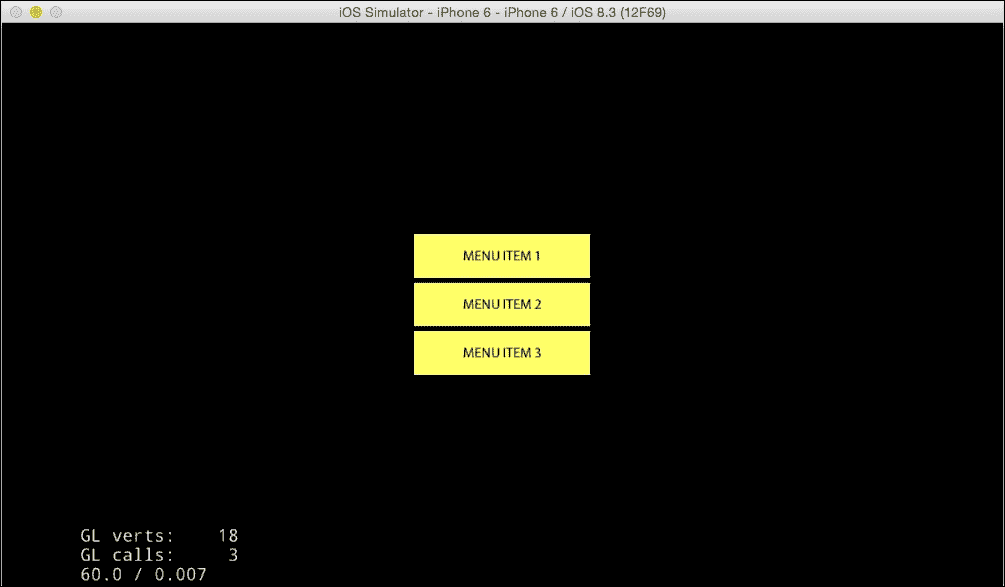 iOS Simulator - iPhone 6 - iPhone 6 / iOS 8.3 (12F69)
MENU ITEM 1
MENU ITEM 2
MENU ITEM 3
GL verts: 18
GL calls: 3
60.0 / 0.007